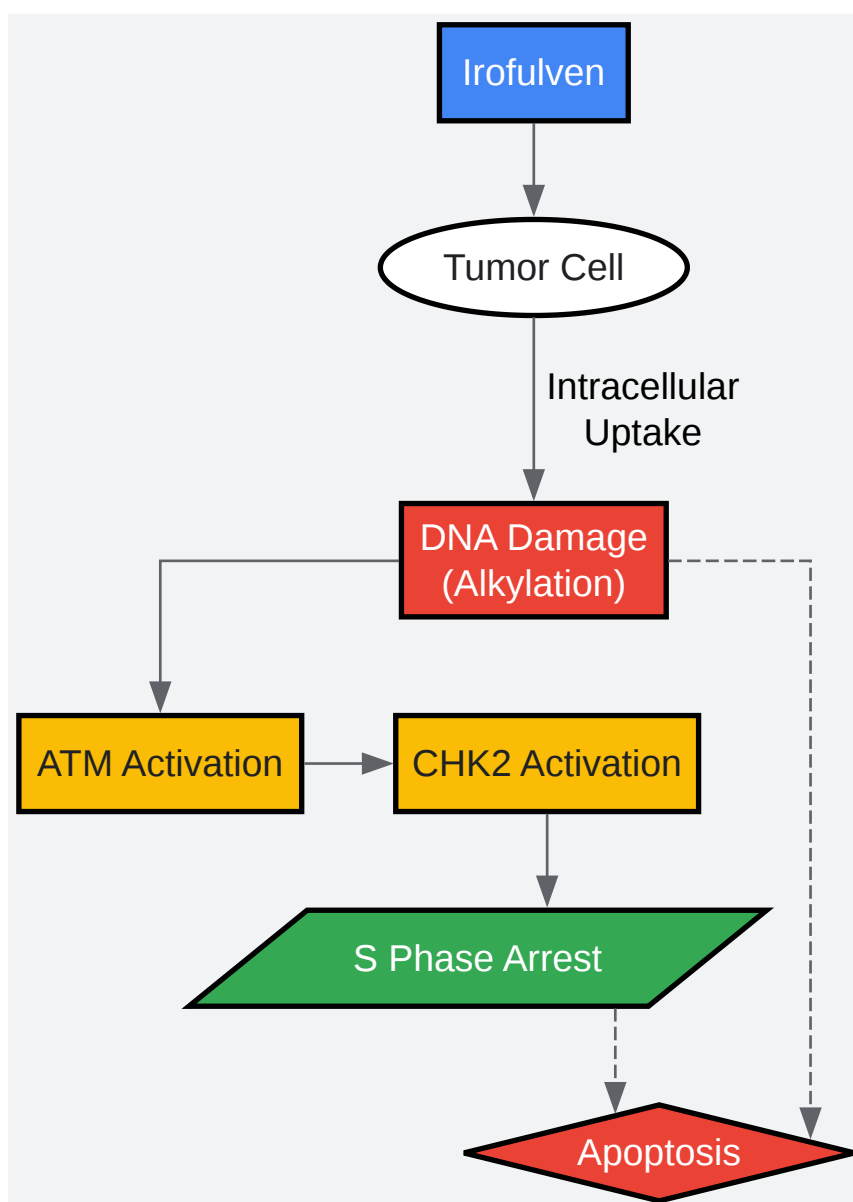 Irofulven
Tumor Cell
Intracellular
Uptake
DNA Damage
(Alkylation)
ATM Activation
CHK2 Activation
S Phase Arrest
Apoptosis